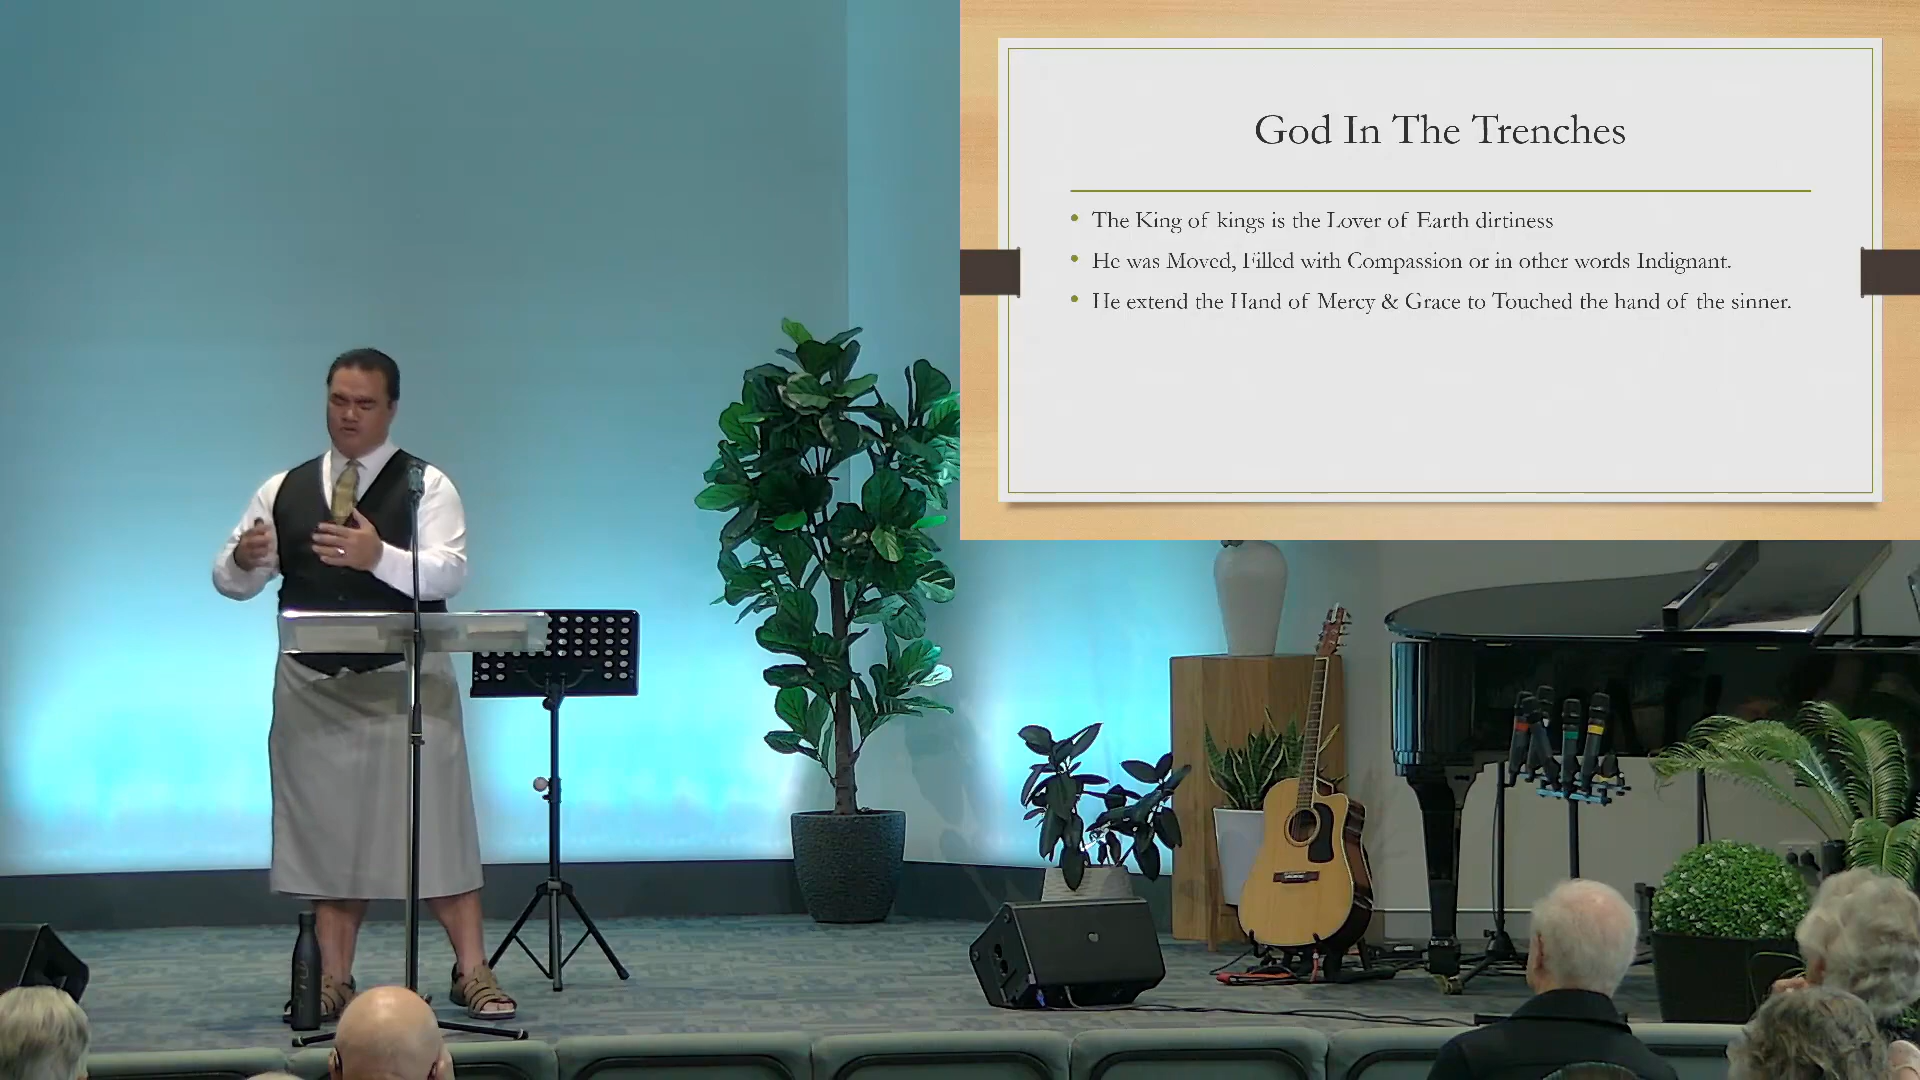 God In The Trenches
The King of kings is the Lover of Earth dirtiness
He was Moved, Filled with Compassion or in other words Indignant.
He extend the Hand of Mercy & Grace to Touched the hand of the sinner.